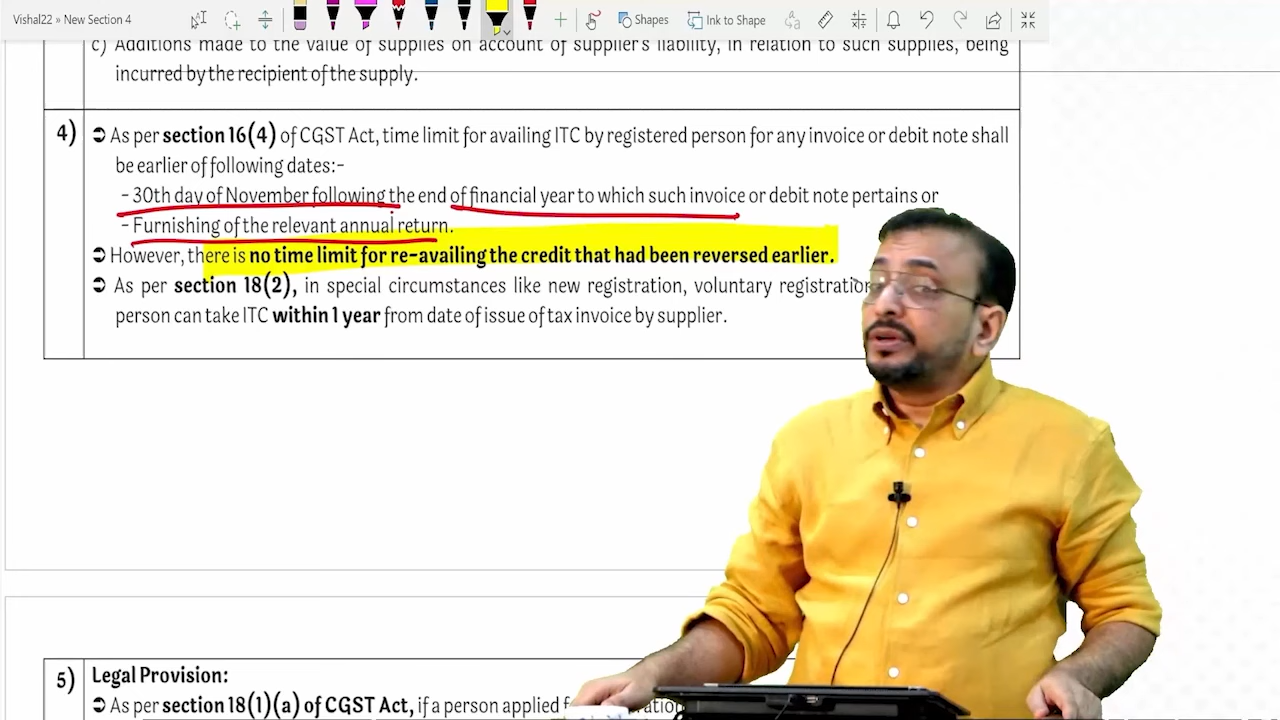 Vishal22 » New Section 4
Shapes
Ink to Shape
c) Additions made to the value of supplies on account of supplier's liability, in relation to such supplies, being
incurred by the recipient of the supply.
4) ➲ As per section 16(4) of CGST Act, time limit for availing ITC by registered person for any invoice or debit note shall
be earlier of following dates:-
- 30th day of November following the end of financial year to which such invoice or debit note pertains or
- Furnishing of the relevant annual return.
➲ However, there is no time limit for re-availing the credit that had been reversed earlier.
➲ As per section 18(2), in special circumstances like new registration, voluntary registration
person can take ITC within 1 year from date of issue of tax invoice by supplier.
5) Legal Provision:
➲ As per section 18(1)(a) of CGST Act, if a person applied